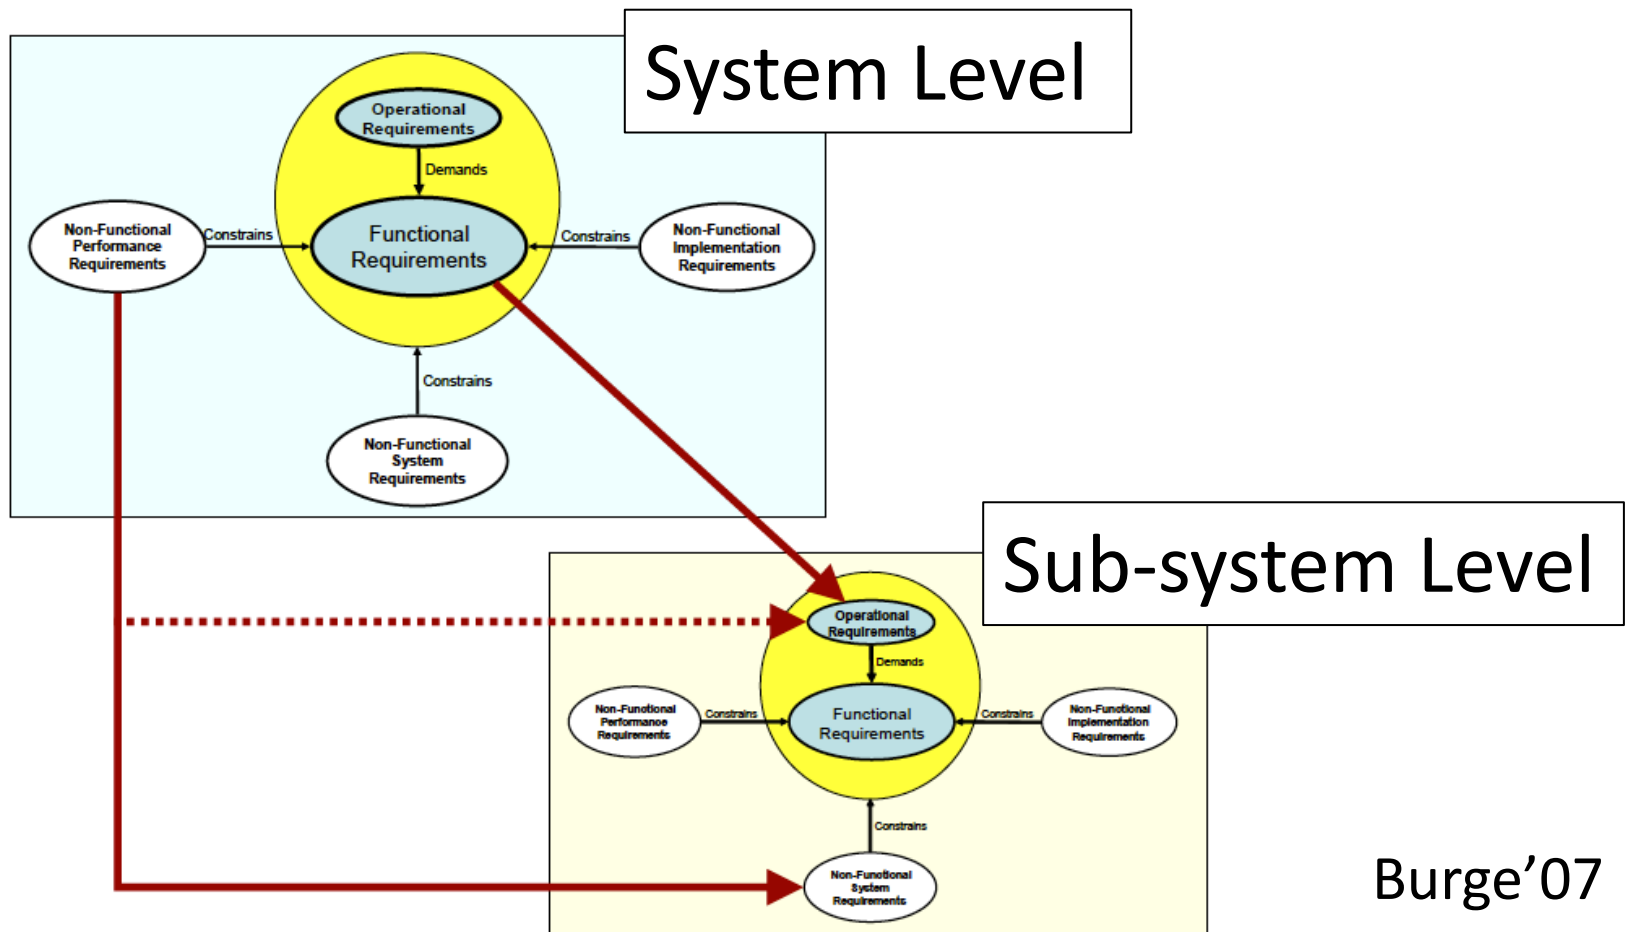 System Level
Operational
Requirements
Demands
Non-Functional
Performance
Requirements
Constrains
Functional
Requirements
Constrains
Non-Functional
Implementation
Requirements
Constrains
Non-Functional
System
Requirements
Sub-system Level
Operational
Requirements
Demands
Non-Functional
Performance
Requirements
Constrains
Functional
Requirements
Constrains
Non-Functional
Implementation
Requirements
Constrains
Non-Functional
System
Requirements
Burge’07